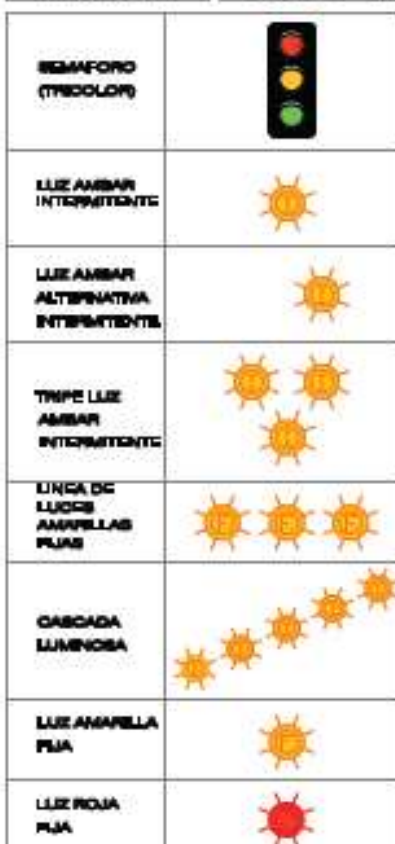 SEMAFORO
(TRICOLOR)
LUZ AMBAR
INTERMITENTE
LUZ AMBAR
ALTERNATIVA
INTERMITENTE.
TRIPE LUZ
AMBAR
INTERMITENTE
LINEA DE
LUCES
AMARILLAS
FIJAS
CASCADA
LUMINOSA
LUZ AMARILLA
FIJA
LUZ ROJA
FIJA